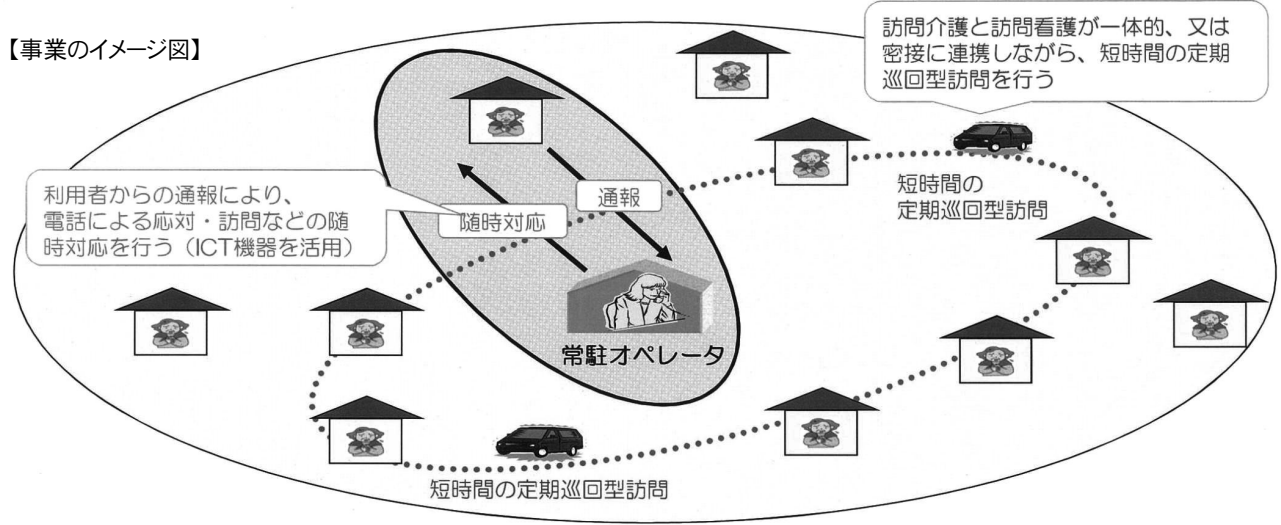 【事業のイメージ図】
訪問介護と訪問看護が一体的、又は
密接に連携しながら、短時間の定期
巡回型訪問を行う
利用者からの通報により、
電話による応対・訪問などの随
時対応を行う（ICT機器を活用）
通報
随時対応
短時間の
定期巡回型訪問
常駐オペレータ
短時間の定期巡回型訪問